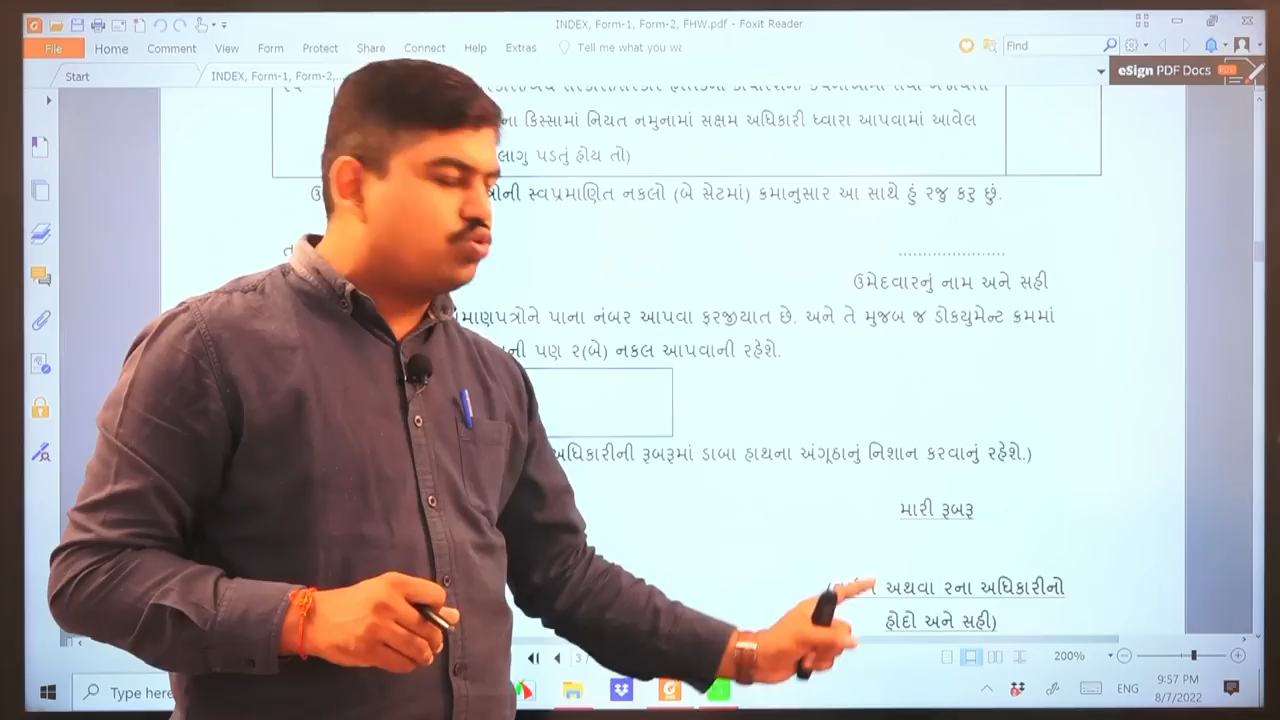 INDEX, Form-1, Form-2, FHW.pdf - Foxit Reader
File Home Comment View Form Protect Share Connect Help Extras Tell me what you wa Find
Start INDEX, Form-1, Form-2,... eSign PDF Docs
ના કિસ્સામાં નિયત નમુનામાં સક્ષમ અધિકારી ધ્વારા આપવામાં આવેલ
લાગુ પડતું હોય તો)
ની સ્વપ્રમાણિત નકલો (બે સેટમાં) ક્રમાનુસાર આ સાથે હું રજુ કરુ છું.
.....................
ઉમેદવારનું નામ અને સહી
માણપત્રોને પાના નંબર આપવા ફરજીયાત છે. અને તે મુજબ જ ડોકયુમેન્ટ ક્રમમાં
ની પણ ૨(બે) નકલ આપવાની રહેશે.
અધિકારીની રૂબરૂમાં ડાબા હાથના અંગૂઠાનું નિશાન કરવાનું રહેશે.)
મારી રૂબરૂ
અથવા ૨ના અધિકારીનો
હોદો અને સહી)
3 / 200%
Type here ENG 9:57 PM
8/7/2022